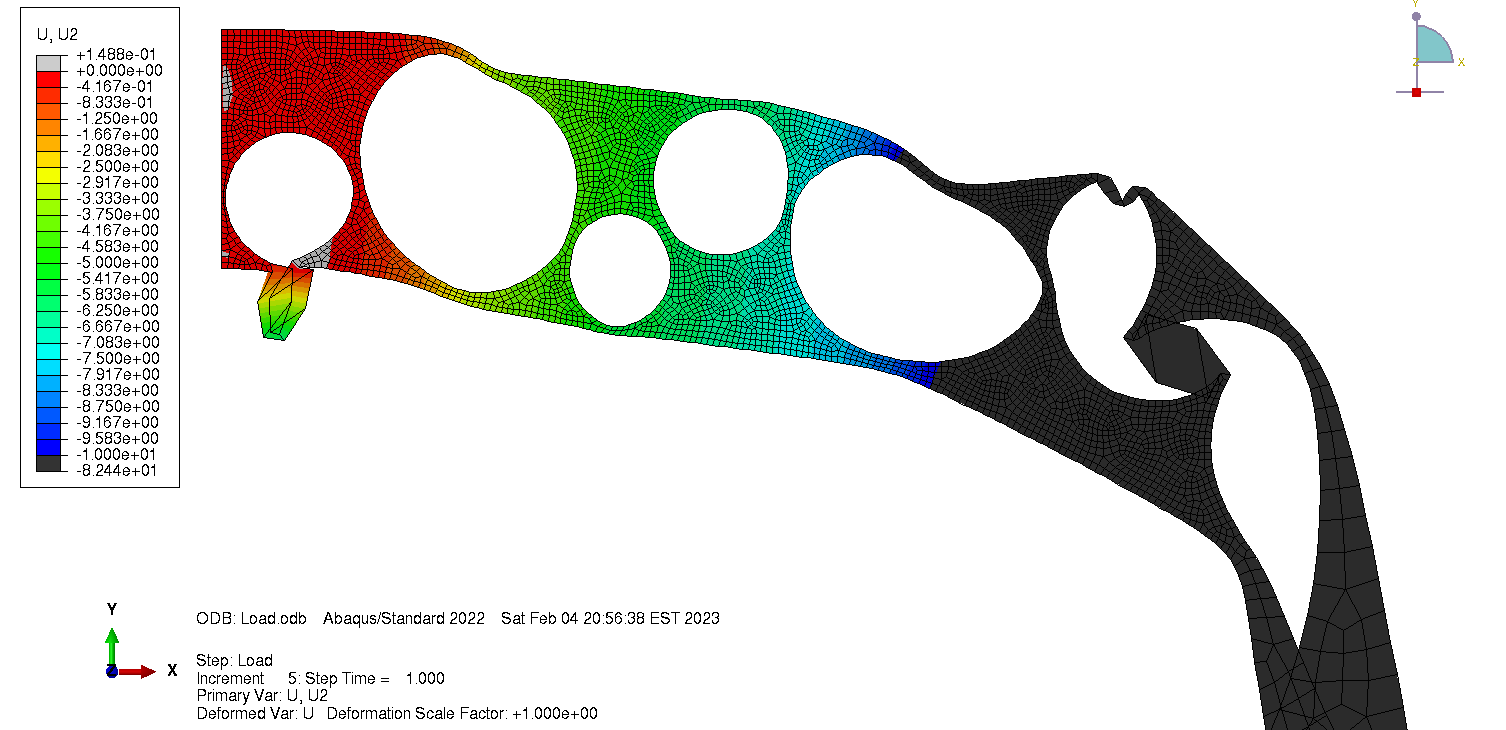 U, U2
+1.488e-01
+0.000e+00
-4.167e-01
-8.333e-01
-1.250e+00
-1.667e+00
-2.083e+00
-2.500e+00
-2.917e+00
-3.333e+00
-3.750e+00
-4.167e+00
-4.583e+00
-5.000e+00
-5.417e+00
-5.833e+00
-6.250e+00
-6.667e+00
-7.083e+00
-7.500e+00
-7.917e+00
-8.333e+00
-8.750e+00
-9.167e+00
-9.583e+00
-1.000e+01
-8.244e+01
Y
Z X
Y
Z X
ODB: Load.odb Abaqus/Standard 2022 Sat Feb 04 20:56:38 EST 2023
Step: Load
Increment 5: Step Time = 1.000
Primary Var: U, U2
Deformed Var: U Deformation Scale Factor: +1.000e+00